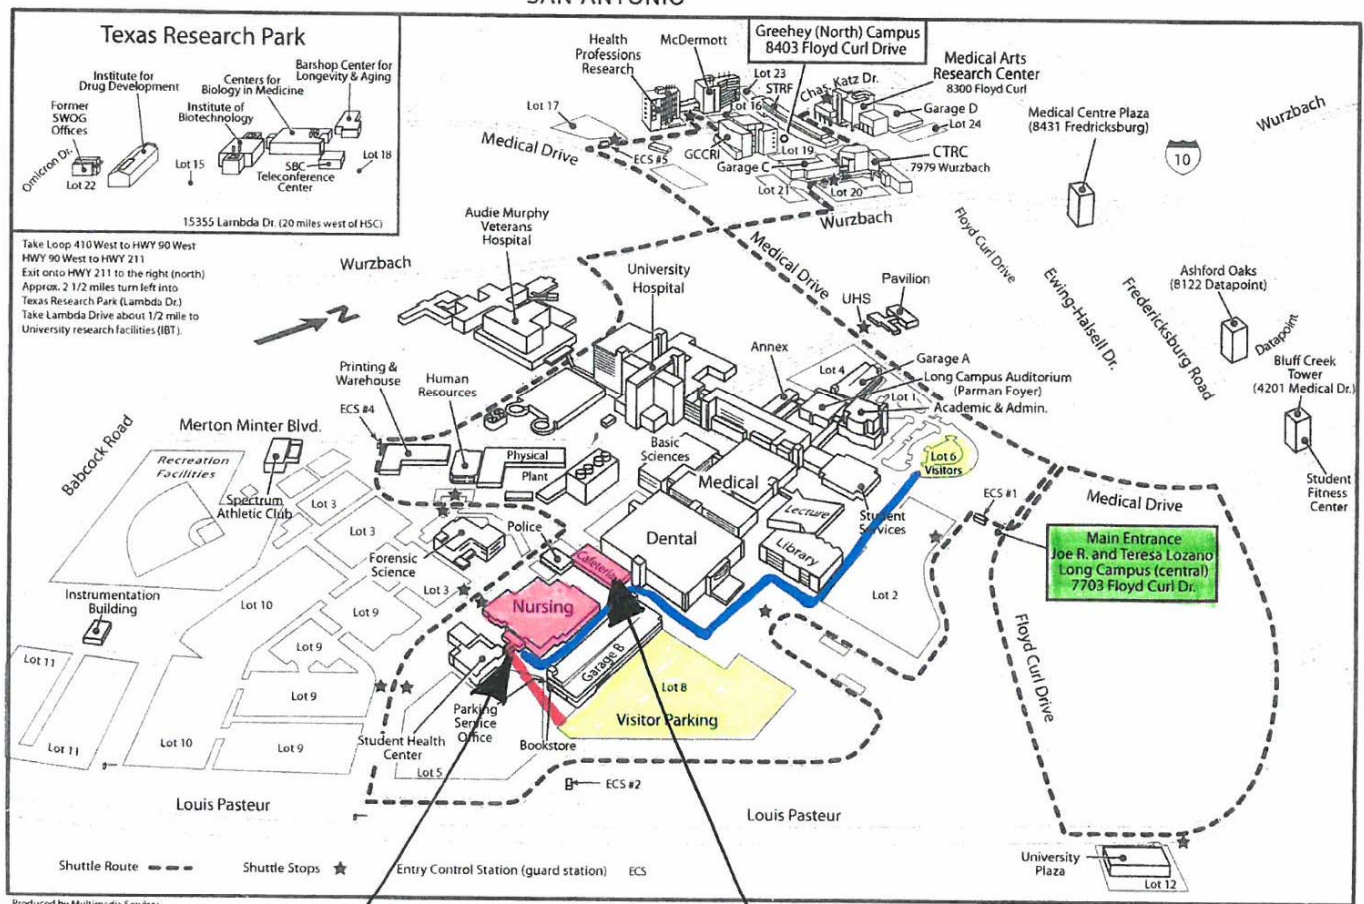 SAN ANTONIO
Texas Research Park
Institute for
Drug Development
Former
SWOG
Offices
Omicron Dr.
Lot 22
Lot 15
Centers for
Biology in Medicine
Institute of
Biotechnology
Barshop Center for
Longevity & Aging
SBC
Teleconference
Center
Lot 18
15355 Lambda Dr. (20 miles west of HSC)
Take Loop 410 West to HWY 90 West
HWY 90 West to HWY 211
Exit onto HWY 211 to the right (north)
Approx. 2 1/2 miles turn left into
Texas Research Park (Lambda Dr.)
Take Lambda Drive about 1/2 mile to
University research facilities (IBT).
N
Health
Professions
Research
McDermott
Greehey (North) Campus
8403 Floyd Curl Drive
Lot 23
STRF
Chas. Katz Dr.
Medical Arts
Research Center
8300 Floyd Curl
Garage D
Lot 24
Lot 17
Lot 16
Medical Drive
ECS #5
GCCRI
Lot 19
Garage C
CTRC
7979 Wurzbach
Lot 21
Lot 20
Wurzbach
Medical Centre Plaza
(8431 Fredricksburg)
10
Wurzbach
Audie Murphy
Veterans
Hospital
Wurzbach
University
Hospital
Medical Drive
Floyd Curl Drive
Ewing-Halsell Dr.
Fredericksburg Road
Ashford Oaks
(8122 Datapoint)
Datapoint
Bluff Creek
Tower
(4201 Medical Dr.)
Student
Fitness
Center
UHS
Pavilion
Annex
Lot 4
Garage A
Long Campus Auditorium
(Parman Foyer)
Lot 1
Academic & Admin.
Printing &
Warehouse
Human
Resources
ECS #4
Merton Minter Blvd.
Babcock Road
Recreation
Facilities
Spectrum
Athletic Club
Physical
Plant
Basic
Sciences
Medical
Lot 6
Visitors
Lecture
Student
Services
Library
ECS #1
Medical Drive
Main Entrance
Joe R. and Teresa Lozano
Long Campus (central)
7703 Floyd Curl Dr.
Lot 3
Lot 3
Forensic
Science
Police
Cafeteria
Dental
Lot 2
Lot 3
Nursing
Instrumentation
Building
Lot 10
Lot 9
Lot 9
Lot 9
Lot 9
Lot 11
Lot 11
Lot 10
Garage B
Lot 8
Visitor Parking
Floyd Curl Drive
Parking
Service
Office
Student Health
Center
Bookstore
Lot 5
ECS #2
Louis Pasteur
Louis Pasteur
University
Plaza
Lot 12
Shuttle Route
Shuttle Stops
Entry Control Station (guard station) ECS
Produced by Multimedia Services